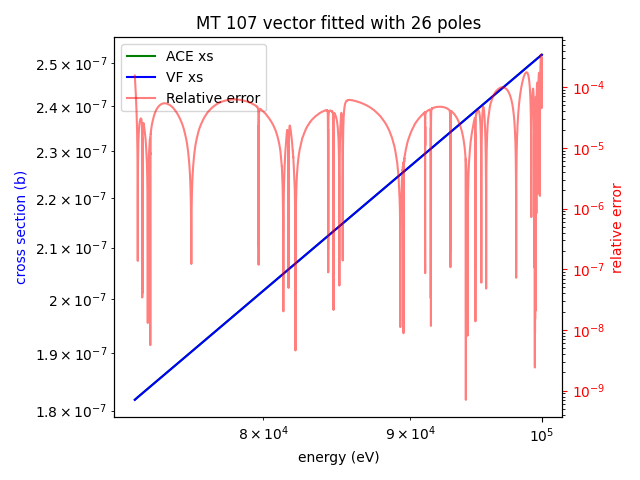 MT 107 vector fitted with 26 poles
ACE xs
VF xs
Relative error
2.5 × 10⁻⁷
2.4 × 10⁻⁷
2.3 × 10⁻⁷
2.2 × 10⁻⁷
2.1 × 10⁻⁷
2 × 10⁻⁷
1.9 × 10⁻⁷
1.8 × 10⁻⁷
cross section (b)
10⁻⁴
10⁻⁵
10⁻⁶
10⁻⁷
10⁻⁸
10⁻⁹
relative error
8 × 10⁴
9 × 10⁴
10⁵
energy (eV)